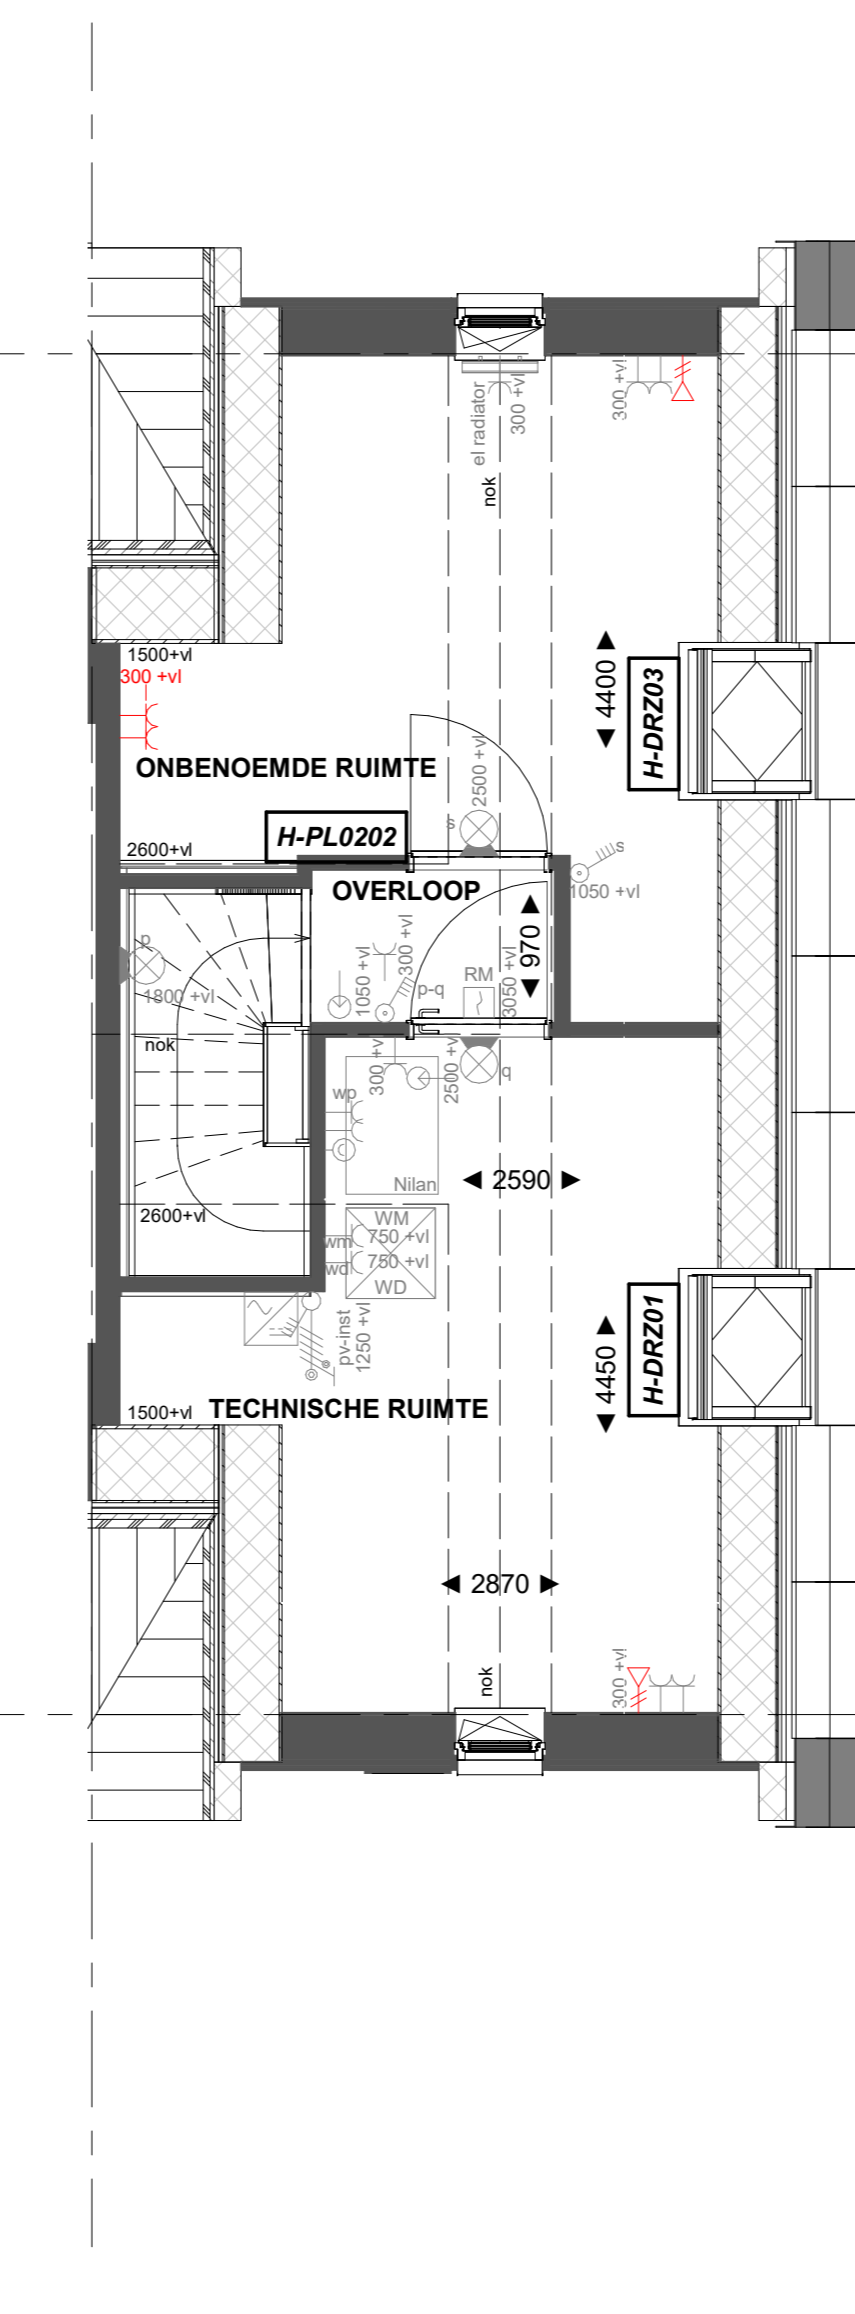 el radiator
300 +vl
300 +vl
nok
1500+vl
300 +vl
4400
H-DRZ03
ONBENOEMDE RUIMTE
2500 +vl
s
H-PL0202
2600+vl
s
1050 +vl
OVERLOOP
p
1800 +vl
nok
1050 +vl
300 +vl
p-q
RM
3050 +vl
970
300 +vl
2500 +vl
q
wp
Nilan
2590
2600+vl
WM
wm
750 +vl
wd
750 +vl
WD
pv-inst
1250 +vl
4450
H-DRZ01
1500+vl
TECHNISCHE RUIMTE
2870
nok
300 +vl